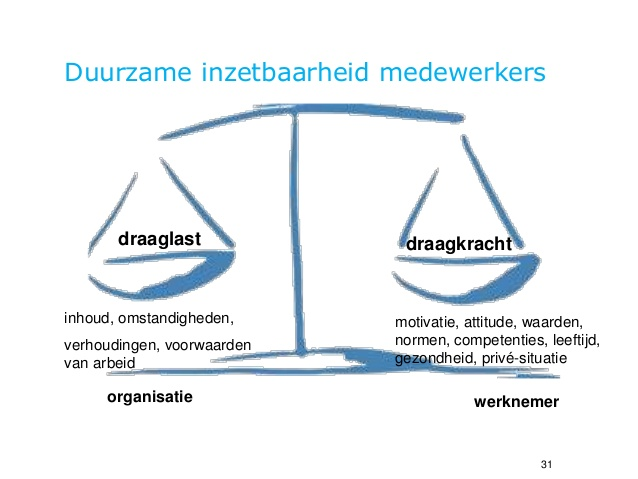 Duurzame inzetbaarheid medewerkers
draaglast
draagkracht
inhoud, omstandigheden,
verhoudingen, voorwaarden
van arbeid
motivatie, attitude, waarden,
normen, competenties, leeftijd,
gezondheid, privé-situatie
organisatie
werknemer
31